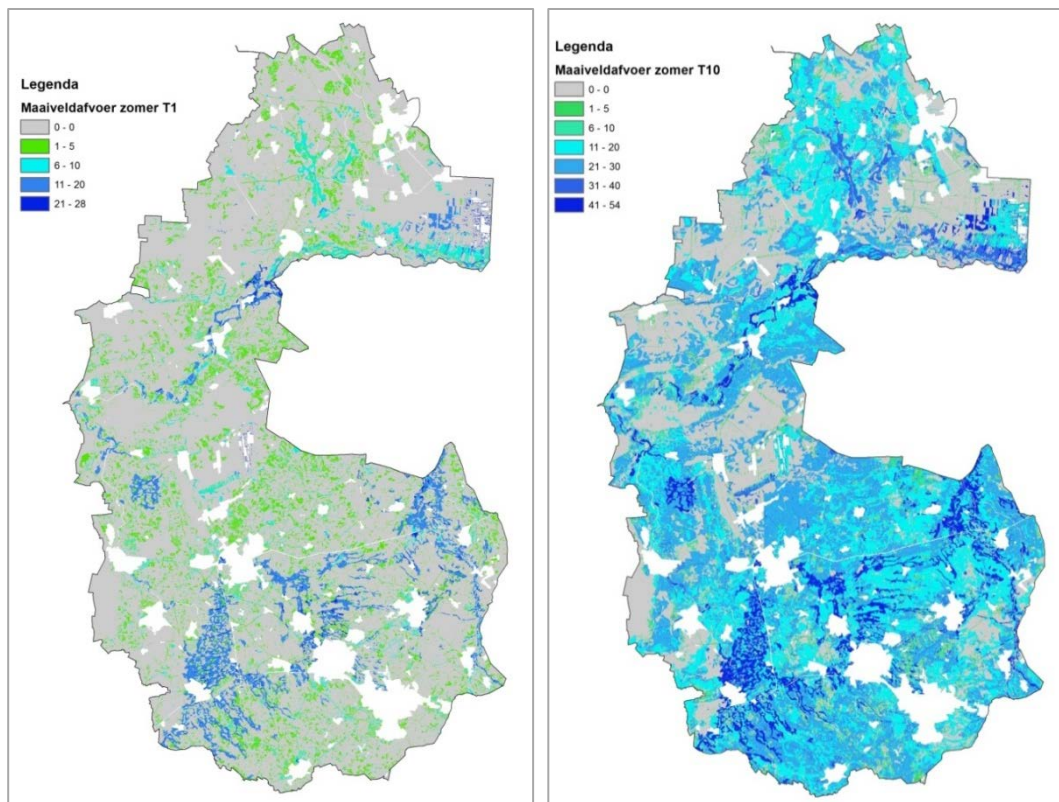 Legenda
Maaiveldafvoer zomer T1
0 - 0
1 - 5
6 - 10
11 - 20
21 - 28
Legenda
Maaiveldafvoer zomer T10
0 - 0
1 - 5
6 - 10
11 - 20
21 - 30
31 - 40
41 - 54